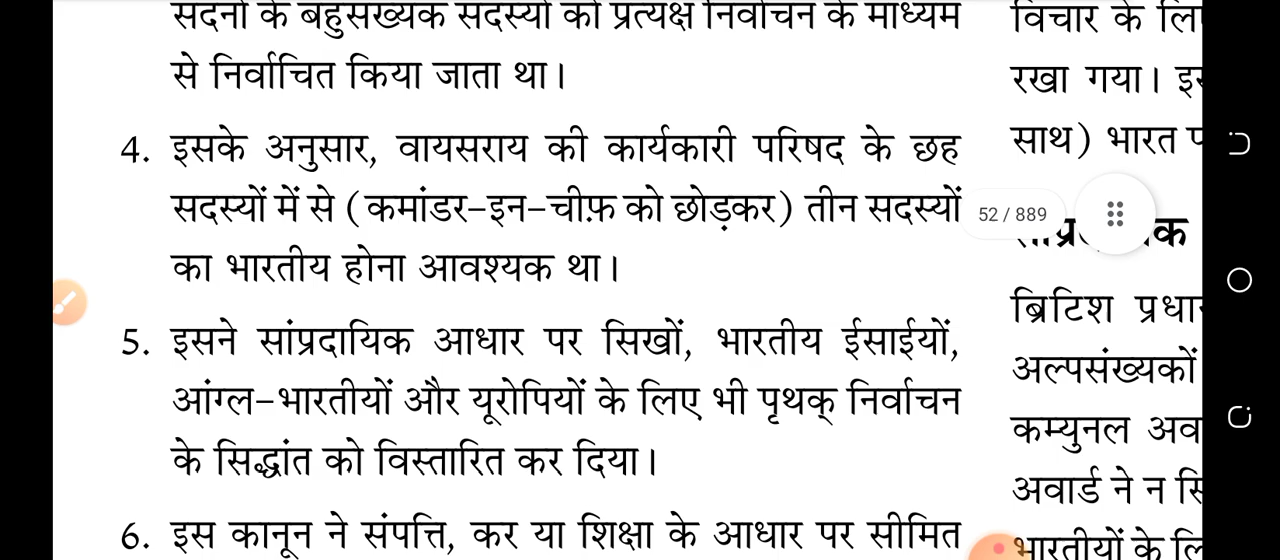 सदनों के बहुसंख्यक सदस्यों को प्रत्यक्ष निर्वाचन के माध्यम
से निर्वाचित किया जाता था।
4. इसके अनुसार, वायसराय की कार्यकारी परिषद के छह
सदस्यों में से (कमांडर-इन-चीफ़ को छोड़कर) तीन सदस्यों
का भारतीय होना आवश्यक था।
5. इसने सांप्रदायिक आधार पर सिखों, भारतीय ईसाईयों,
आंग्ल-भारतीयों और यूरोपियों के लिए भी पृथक् निर्वाचन
के सिद्धांत को विस्तारित कर दिया।
6. इस कानून ने संपत्ति, कर या शिक्षा के आधार पर सीमित
विचार के
रखा गया।
साथ) भारत
52 / 889
ब्रिटिश
अल्पसंख्यकों
कम्युनल
अवार्ड ने न
भारतीयों के